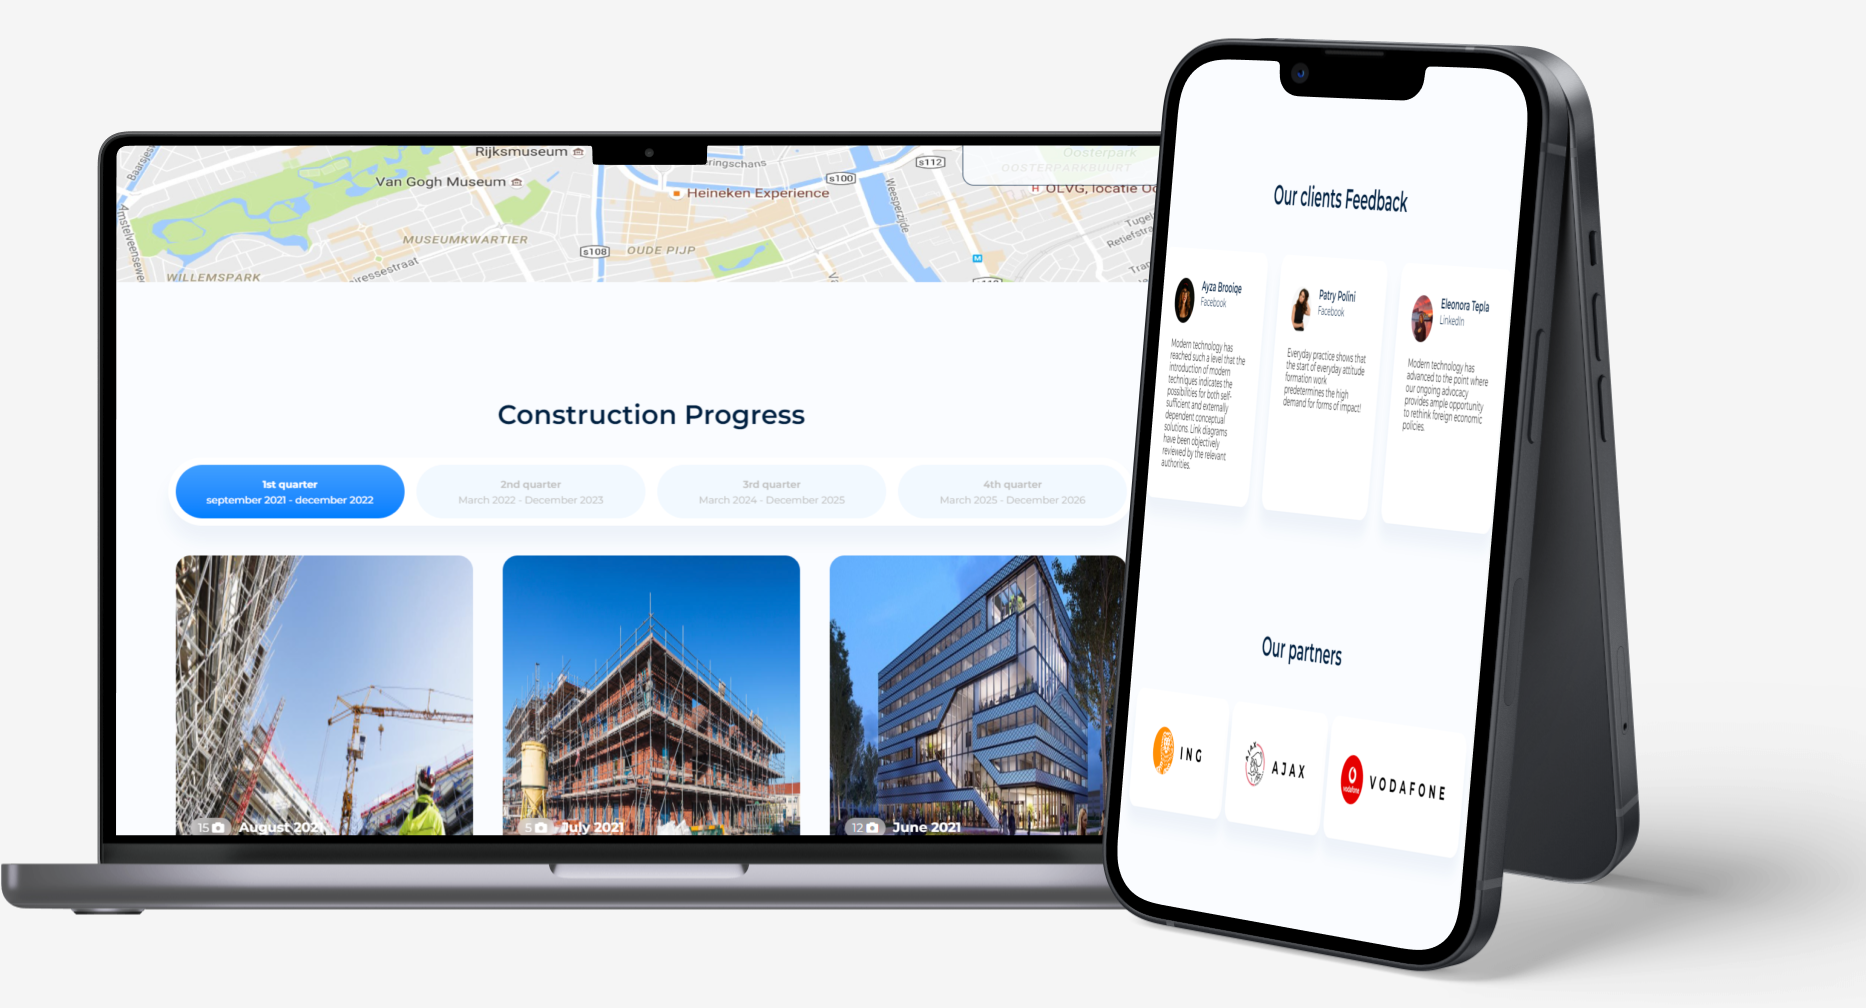 Rijksmuseum
Van Gogh Museum
Heineken Experience
s100
s112
Oosterpark
OOSTERPARKBUURT
OLVG, locatie
MUSEUMKWARTIER
s108
OUDE PIJP
WILLEMSPARK
Weesperzijde
M
Construction Progress
1st quarter
september 2021 - december 2022
2nd quarter
March 2022 - December 2023
3rd quarter
March 2024 - December 2025
4th quarter
March 2025 - December 2026
15 August 2021
5 July 2021
12 June 2021
Our clients Feedback
Ayza Brooiqe
Facebook
Modern technology has
reached such a level that the
introduction of modern
techniques indicates the
possibilities for both self-
sufficient and externally
dependent conceptual
solutions. Link diagrams
have been objectively
reviewed by the relevant
authorities.
Patry Polini
Facebook
Everyday practice shows that
the start of everyday attitude
formation work
predetermines the high
demand for forms of impact!
Eleonora Tepla
LinkedIn
Modern technology has
advanced to the point where
our ongoing advocacy
provides ample opportunity
to rethink foreign economic
policies.
Our partners
ING
AJAX
AJAX
vodafone
VODAFONE